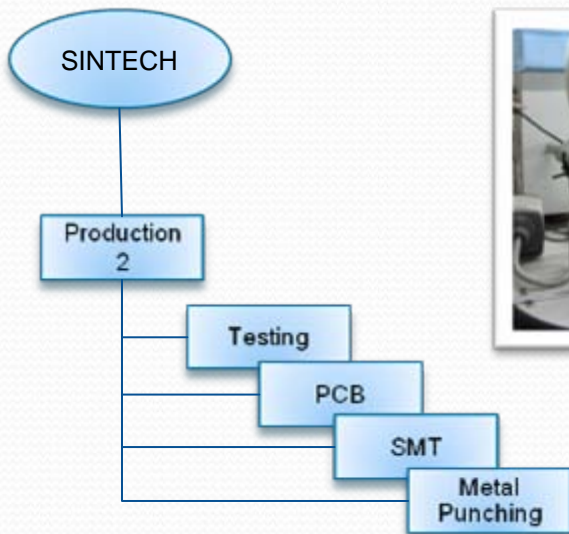 SINTECH
Production
2
Testing
PCB
SMT
Metal
Punching